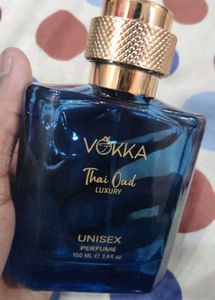 VOKKA
Thai Oud
LUXURY
UNISEX
PERFUME
100 ML ℮ 3.4 fl. oz